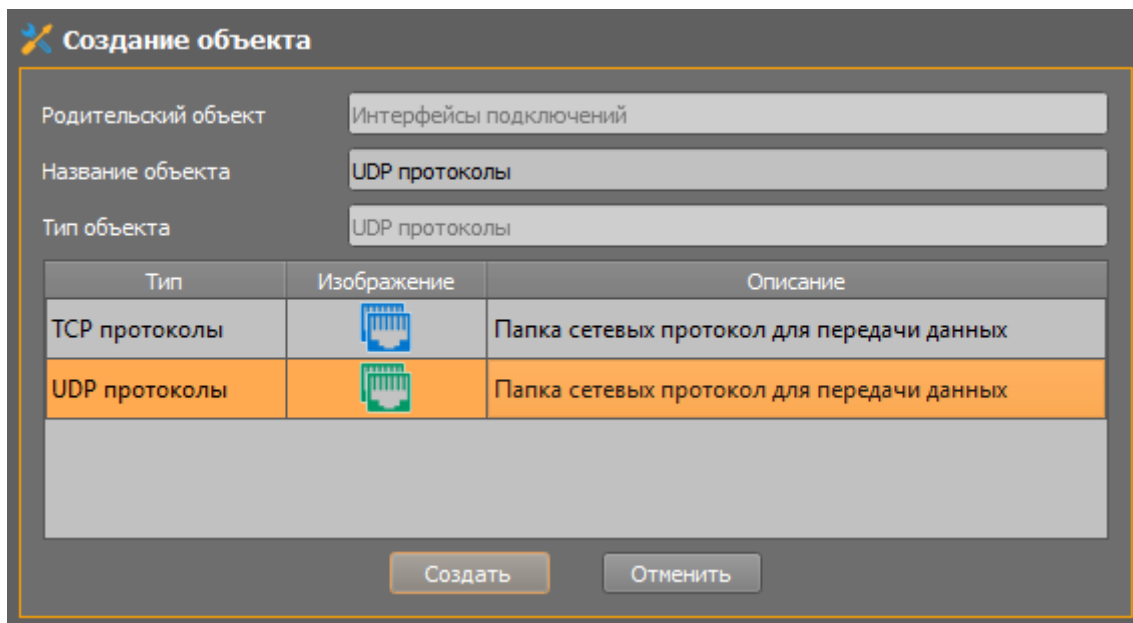 Создание объекта
Родительский объект Интерфейсы подключений
Название объекта UDP протоколы
Тип объекта UDP протоколы
Тип Изображение Описание
TCP протоколы Папка сетевых протокол для передачи данных
UDP протоколы Папка сетевых протокол для передачи данных
Создать Отменить